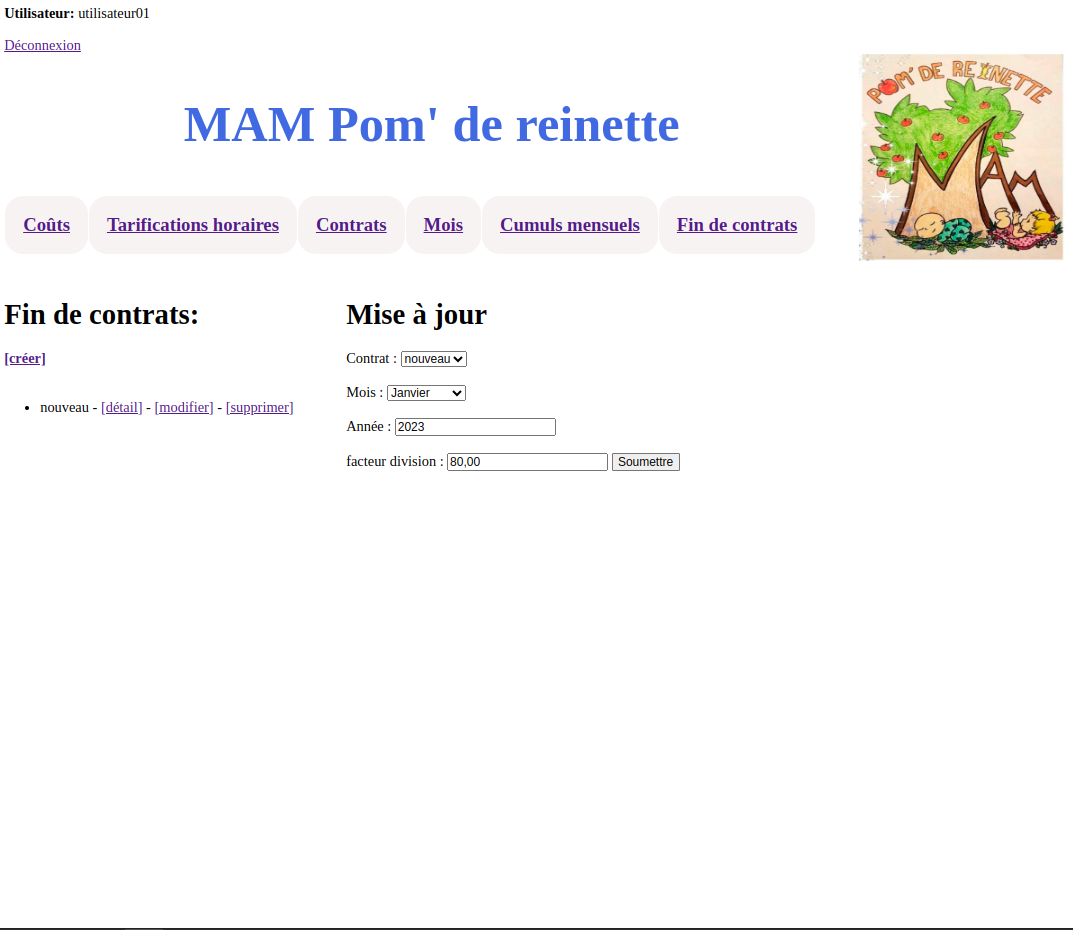 Utilisateur: utilisateur01
Déconnexion
POM' DE REINETTE
MAM
MAM Pom' de reinette
Coûts Tarifications horaires Contrats Mois Cumuls mensuels Fin de contrats
Fin de contrats:
[créer]
nouveau - [détail] - [modifier] - [supprimer]
Mise à jour
Contrat : nouveau
Mois : Janvier
Année : 2023
facteur division : 80,00 Soumettre